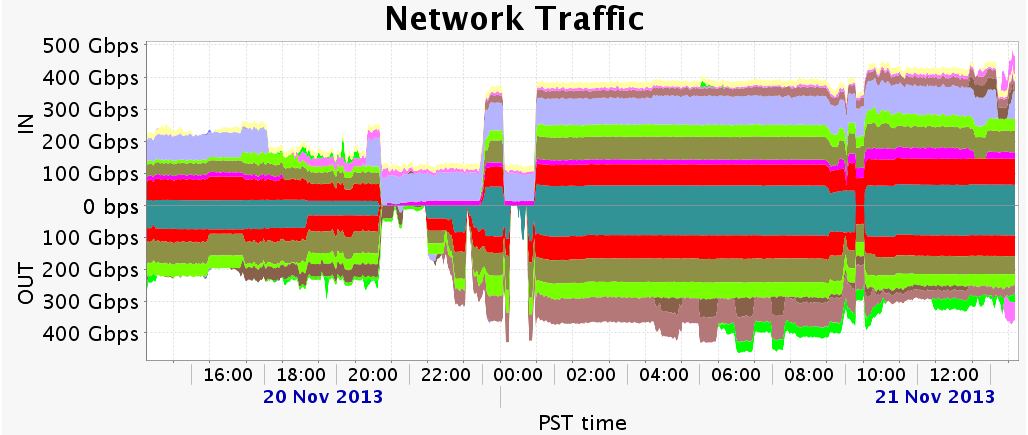 Network Traffic
500 Gbps
400 Gbps
300 Gbps
200 Gbps
100 Gbps
0 bps
100 Gbps
200 Gbps
300 Gbps
400 Gbps
IN
OUT
16:00 18:00 20:00 22:00 00:00 02:00 04:00 06:00 08:00 10:00 12:00
20 Nov 2013 21 Nov 2013
PST time